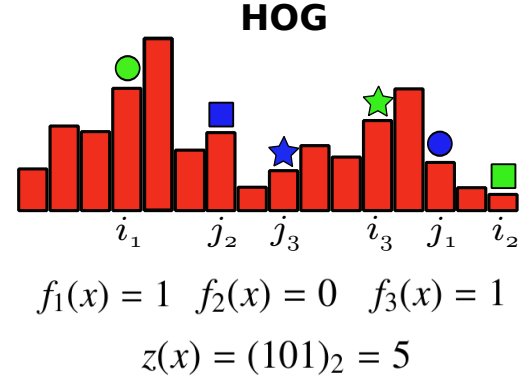 HOG
i₁ j₂ j₃ i₃ j₁ i₂
f₁(x) = 1 f₂(x) = 0 f₃(x) = 1
z(x) = (101)₂ = 5